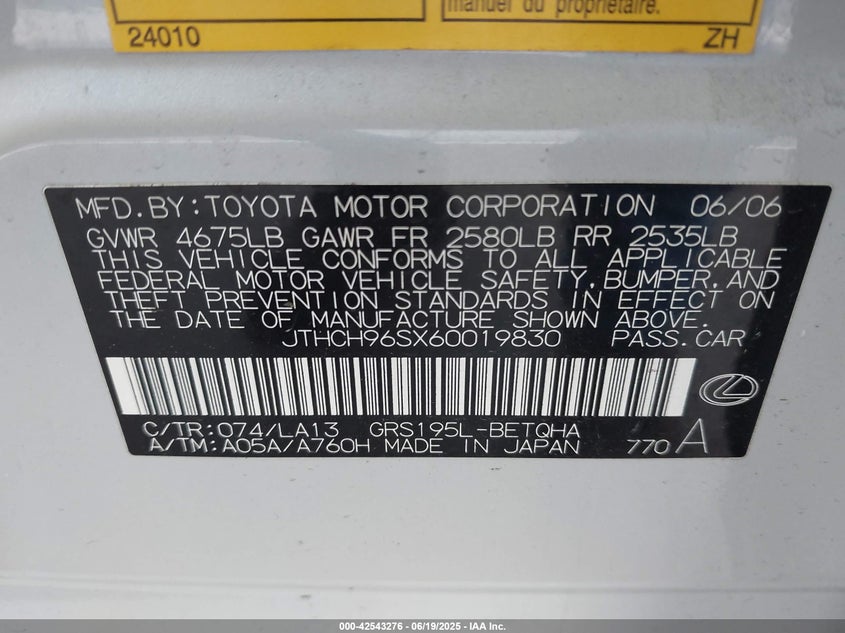 manuel du propriétaire.
24010 ZH
MFD.BY:TOYOTA MOTOR CORPORATION 06/06
GVWR 4675LB GAWR FR 2580LB RR 2535LB
THIS VEHICLE CONFORMS TO ALL APPLICABLE
FEDERAL MOTOR VEHICLE SAFETY,BUMPER,AND
THEFT PREVENTION STANDARDS IN EFFECT ON
THE DATE OF MANUFACTURE SHOWN ABOVE.
JTHCH96SX60019830 PASS.CAR
C/TR:074/LA13 GRS195L-BETQHA
A/TM:A05A/A760H MADE IN JAPAN 770 A
000-42543276 - 06/19/2025 - IAA Inc.